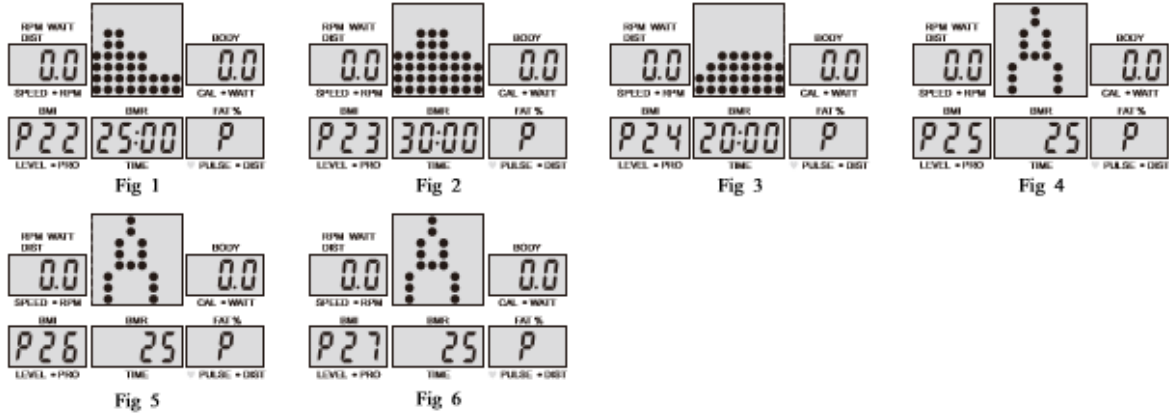 RPM WATT
DIST BODY
0.0 0.0
SPEED • RPM CAL • WATT
BMI BMR FAT %
P22 25:00 P
LEVEL • PRO TIME PULSE • DIST
Fig 1
RPM WATT
DIST BODY
0.0 0.0
SPEED • RPM CAL • WATT
BMI BMR FAT %
P23 30:00 P
LEVEL • PRO TIME PULSE • DIST
Fig 2
RPM WATT
DIST BODY
0.0 0.0
SPEED • RPM CAL • WATT
BMI BMR FAT %
P24 20:00 P
LEVEL • PRO TIME PULSE • DIST
Fig 3
RPM WATT
DIST BODY
0.0 0.0
SPEED • RPM CAL • WATT
BMI BMR FAT %
P25 25 P
LEVEL • PRO TIME PULSE • DIST
Fig 4
RPM WATT
DIST BODY
0.0 0.0
SPEED • RPM CAL • WATT
BMI BMR FAT %
P26 25 P
LEVEL • PRO TIME PULSE • DIST
Fig 5
RPM WATT
DIST BODY
0.0 0.0
SPEED • RPM CAL • WATT
BMI BMR FAT %
P27 25 P
LEVEL • PRO TIME PULSE • DIST
Fig 6